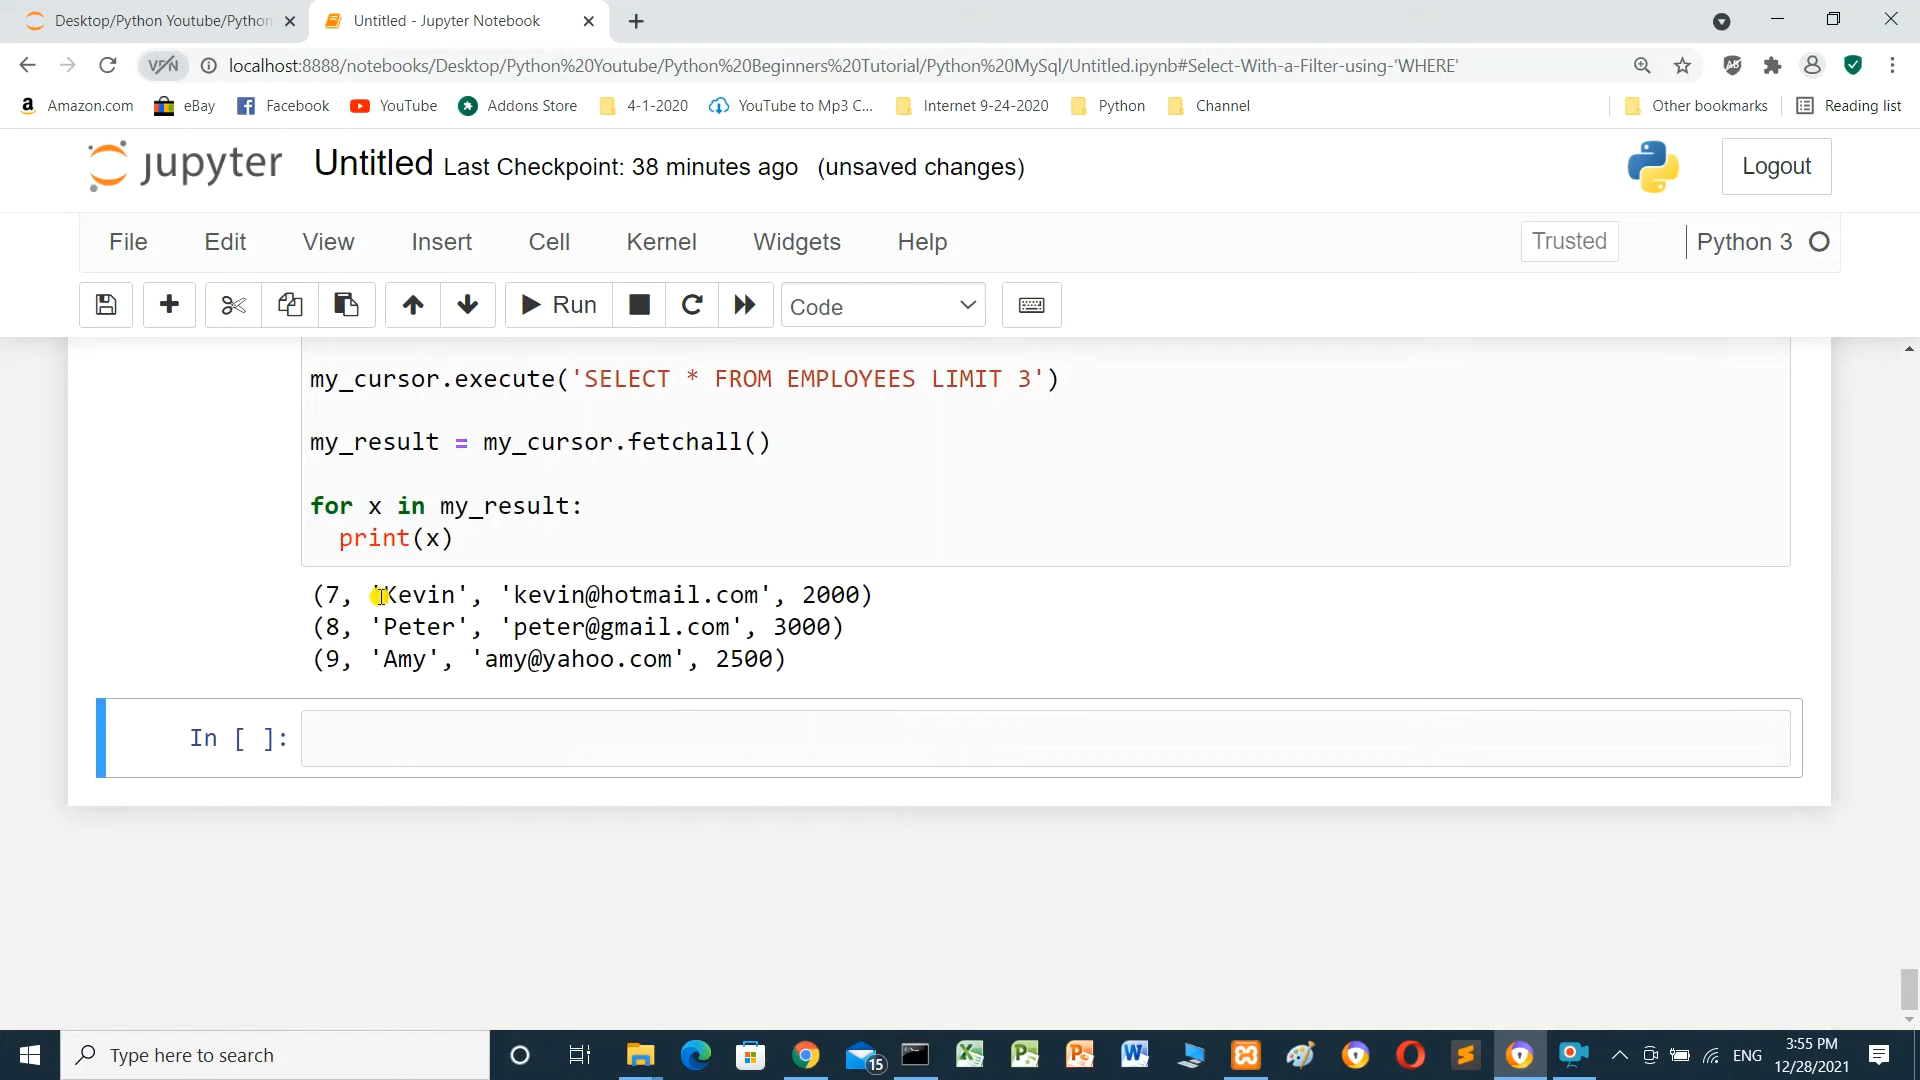 Desktop/Python Youtube/Python
Untitled - Jupyter Notebook
VPN
localhost:8888/notebooks/Desktop/Python%20Youtube/Python%20Beginners%20Tutorial/Python%20MySql/Untitled.ipynb#Select-With-a-Filter-using-'WHERE'
Amazon.com
eBay
Facebook
YouTube
Addons Store
4-1-2020
YouTube to Mp3 C...
Internet 9-24-2020
Python
Channel
Other bookmarks
Reading list
jupyter Untitled Last Checkpoint: 38 minutes ago (unsaved changes)
Logout
File Edit View Insert Cell Kernel Widgets Help
Trusted
Python 3
Run
Code
my_cursor.execute('SELECT * FROM EMPLOYEES LIMIT 3')
my_result = my_cursor.fetchall()
for x in my_result:
print(x)
(7, 'Kevin', 'kevin@hotmail.com', 2000)
(8, 'Peter', 'peter@gmail.com', 3000)
(9, 'Amy', 'amy@yahoo.com', 2500)
In [ ]:
Type here to search
15
ENG
3:55 PM
12/28/2021